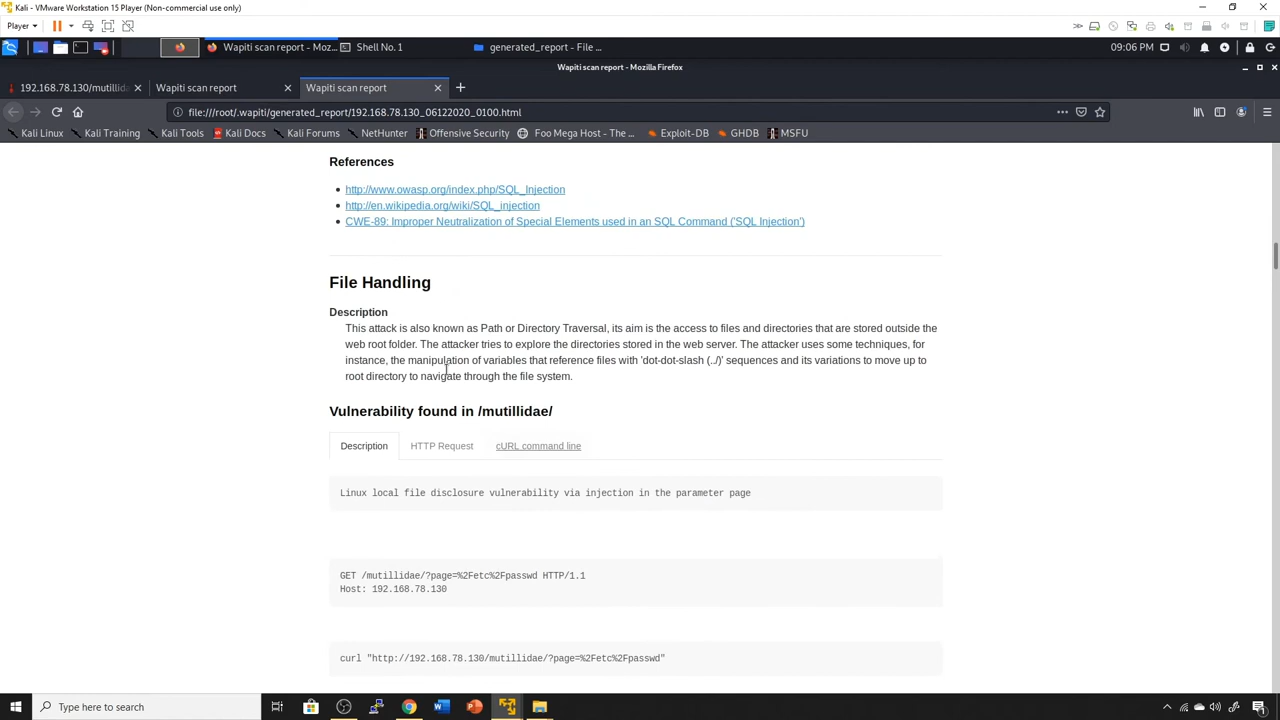 Kali - VMware Workstation 15 Player (Non-commercial use only)
Player
Wapiti scan report - Moz...
Shell No. 1
generated_report - File ...
09:06 PM
Wapiti scan report - Mozilla Firefox
192.168.78.130/mutillida
Wapiti scan report
Wapiti scan report
file:///root/.wapiti/generated_report/192.168.78.130_06122020_0100.html
Kali Linux
Kali Training
Kali Tools
Kali Docs
Kali Forums
NetHunter
Offensive Security
Foo Mega Host - The ...
Exploit-DB
GHDB
MSFU
References
http://www.owasp.org/index.php/SQL_Injection
http://en.wikipedia.org/wiki/SQL_injection
CWE-89: Improper Neutralization of Special Elements used in an SQL Command ('SQL Injection')
File Handling
Description
This attack is also known as Path or Directory Traversal, its aim is the access to files and directories that are stored outside the
web root folder. The attacker tries to explore the directories stored in the web server. The attacker uses some techniques, for
instance, the manipulation of variables that reference files with 'dot-dot-slash (../)' sequences and its variations to move up to
root directory to navigate through the file system.
Vulnerability found in /mutillidae/
Description
HTTP Request
cURL command line
Linux local file disclosure vulnerability via injection in the parameter page
GET /mutillidae/?page=%2Fetc%2Fpasswd HTTP/1.1
Host: 192.168.78.130
curl "http://192.168.78.130/mutillidae/?page=%2Fetc%2Fpasswd"
Type here to search